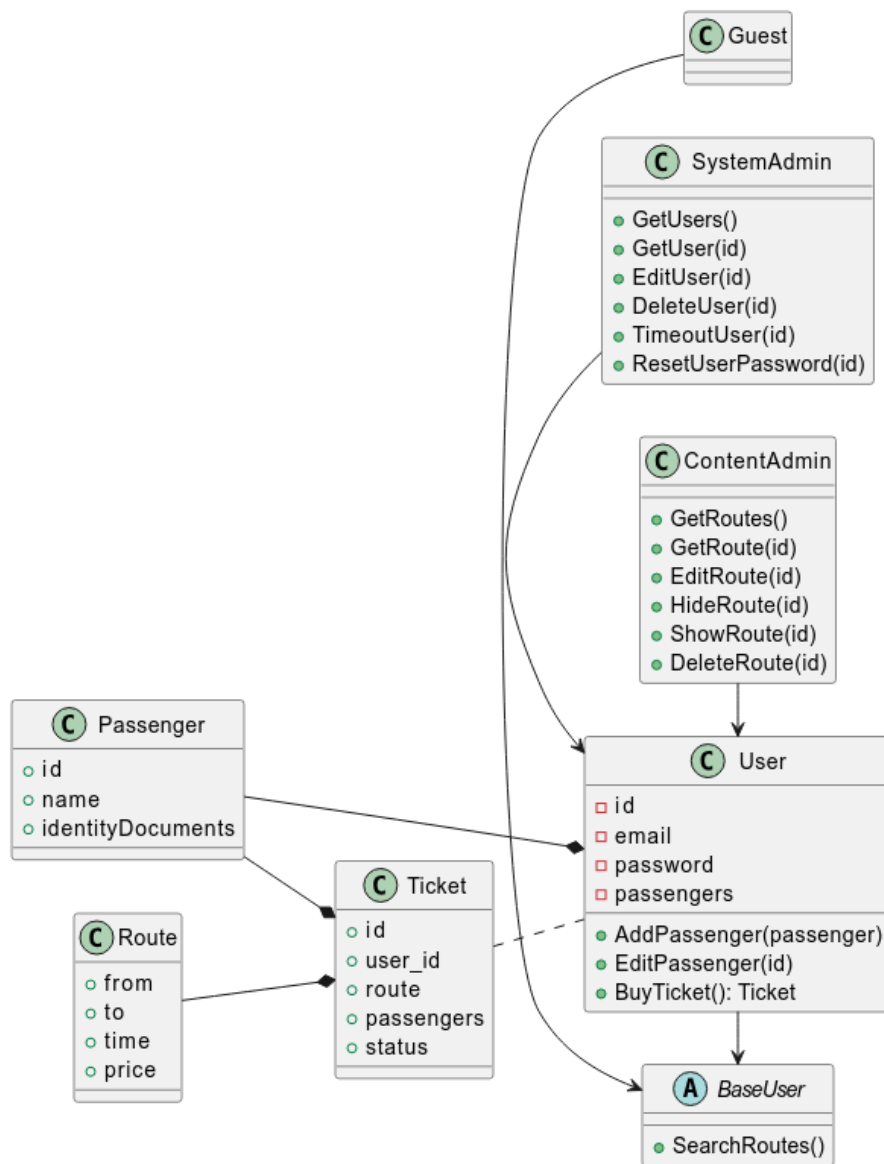 C Guest
C SystemAdmin
GetUsers()
GetUser(id)
EditUser(id)
DeleteUser(id)
TimeoutUser(id)
ResetUserPassword(id)
C ContentAdmin
GetRoutes()
GetRoute(id)
EditRoute(id)
HideRoute(id)
ShowRoute(id)
DeleteRoute(id)
C Passenger
id
name
identityDocuments
C User
id
email
password
passengers
AddPassenger(passenger)
EditPassenger(id)
BuyTicket(): Ticket
C Ticket
id
user_id
route
passengers
status
C Route
from
to
time
price
A BaseUser
SearchRoutes()